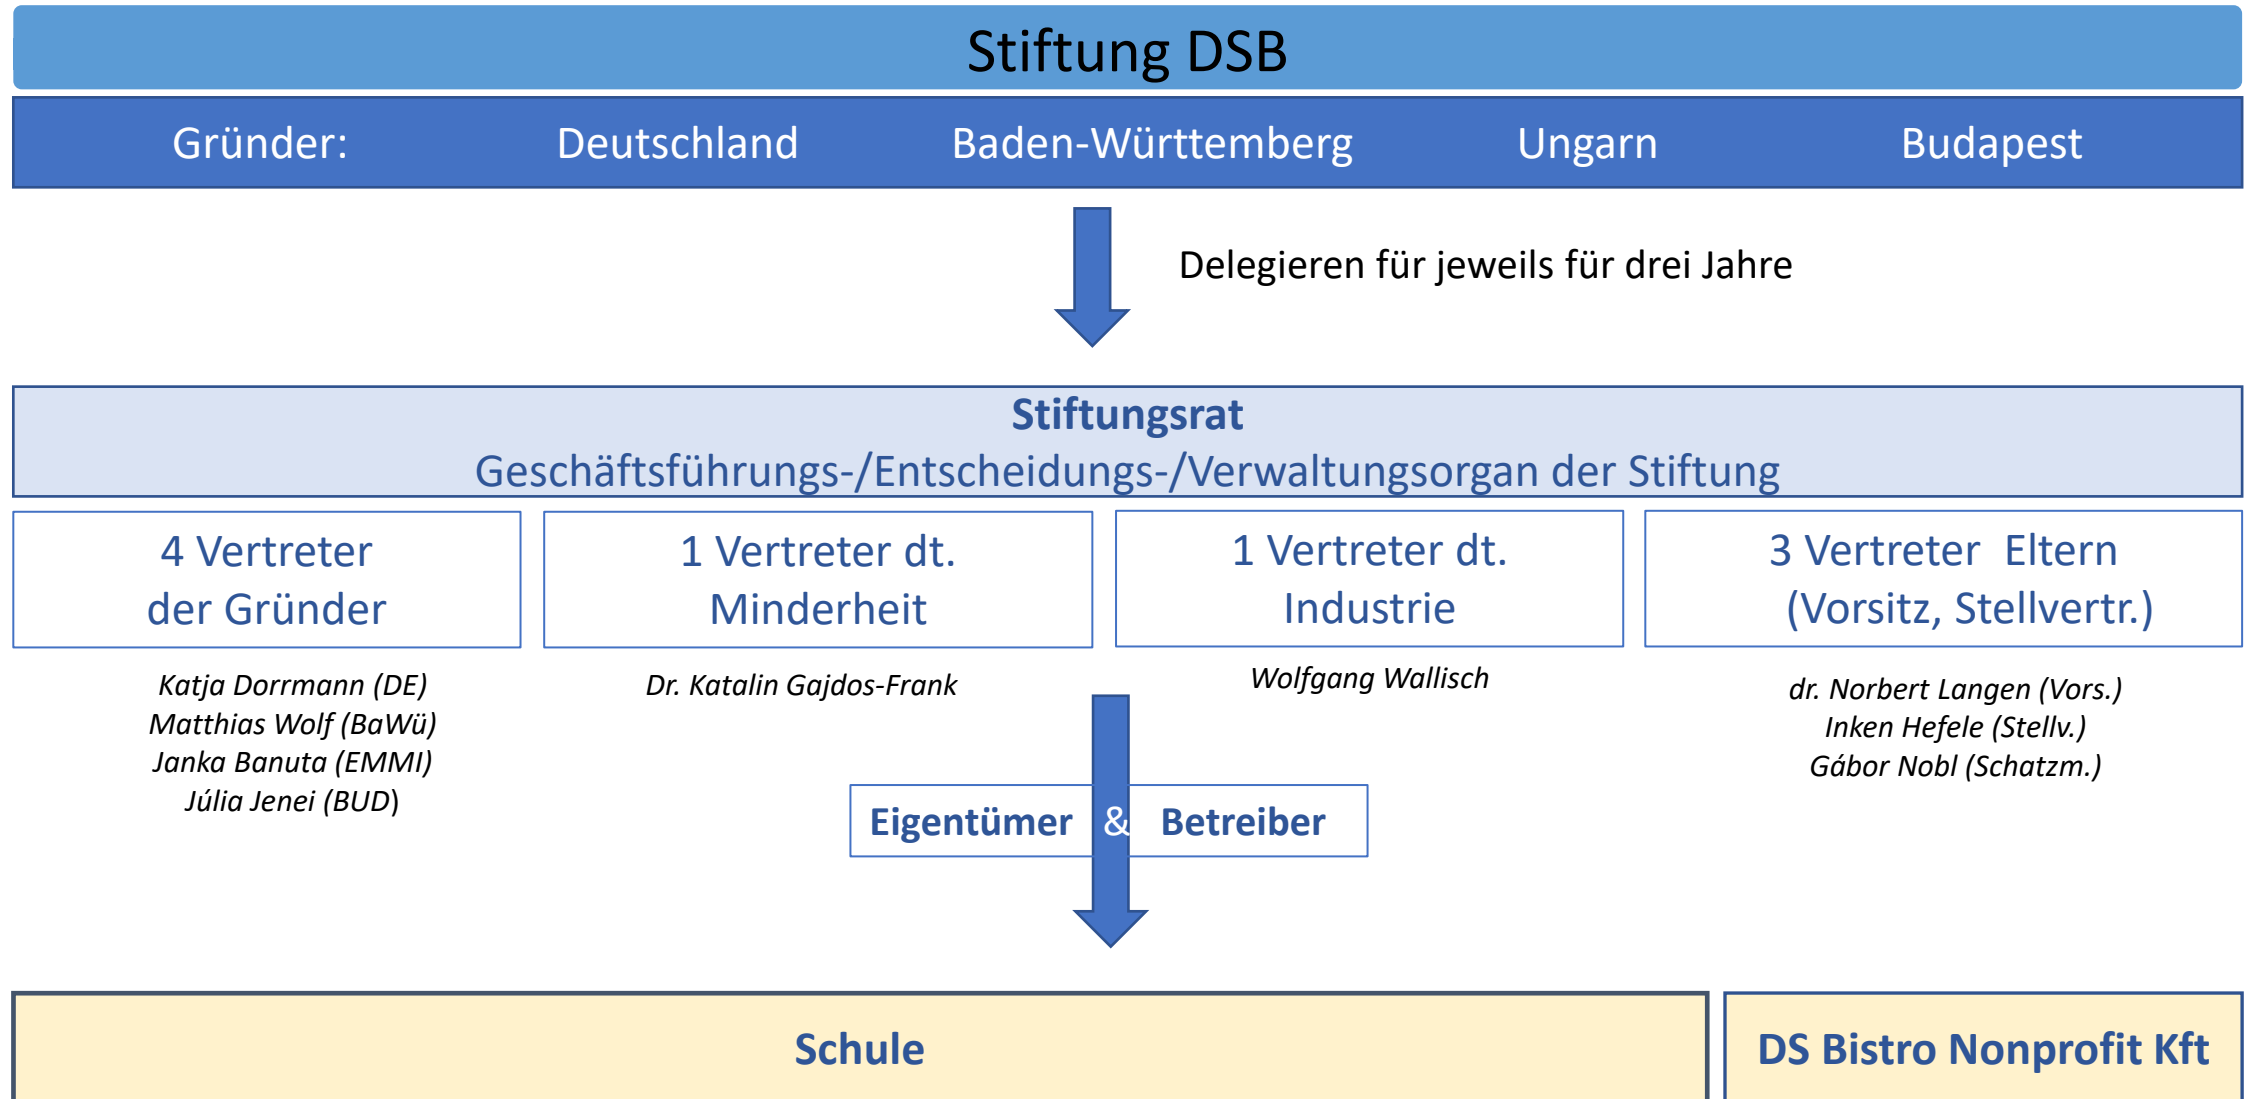 Stiftung DSB
Gründer: Deutschland Baden-Württemberg Ungarn Budapest
Delegieren für jeweils für drei Jahre
Stiftungsrat
Geschäftsführungs-/Entscheidungs-/Verwaltungsorgan der Stiftung
4 Vertreter
der Gründer
1 Vertreter dt.
Minderheit
1 Vertreter dt.
Industrie
3 Vertreter Eltern
(Vorsitz, Stellvertr.)
Katja Dorrmann (DE)
Matthias Wolf (BaWü)
Janka Banuta (EMMI)
Júlia Jenei (BUD)
Dr. Katalin Gajdos-Frank
Wolfgang Wallisch
dr. Norbert Langen (Vors.)
Inken Hefele (Stellv.)
Gábor Nobl (Schatzm.)
Eigentümer & Betreiber
Schule
DS Bistro Nonprofit Kft